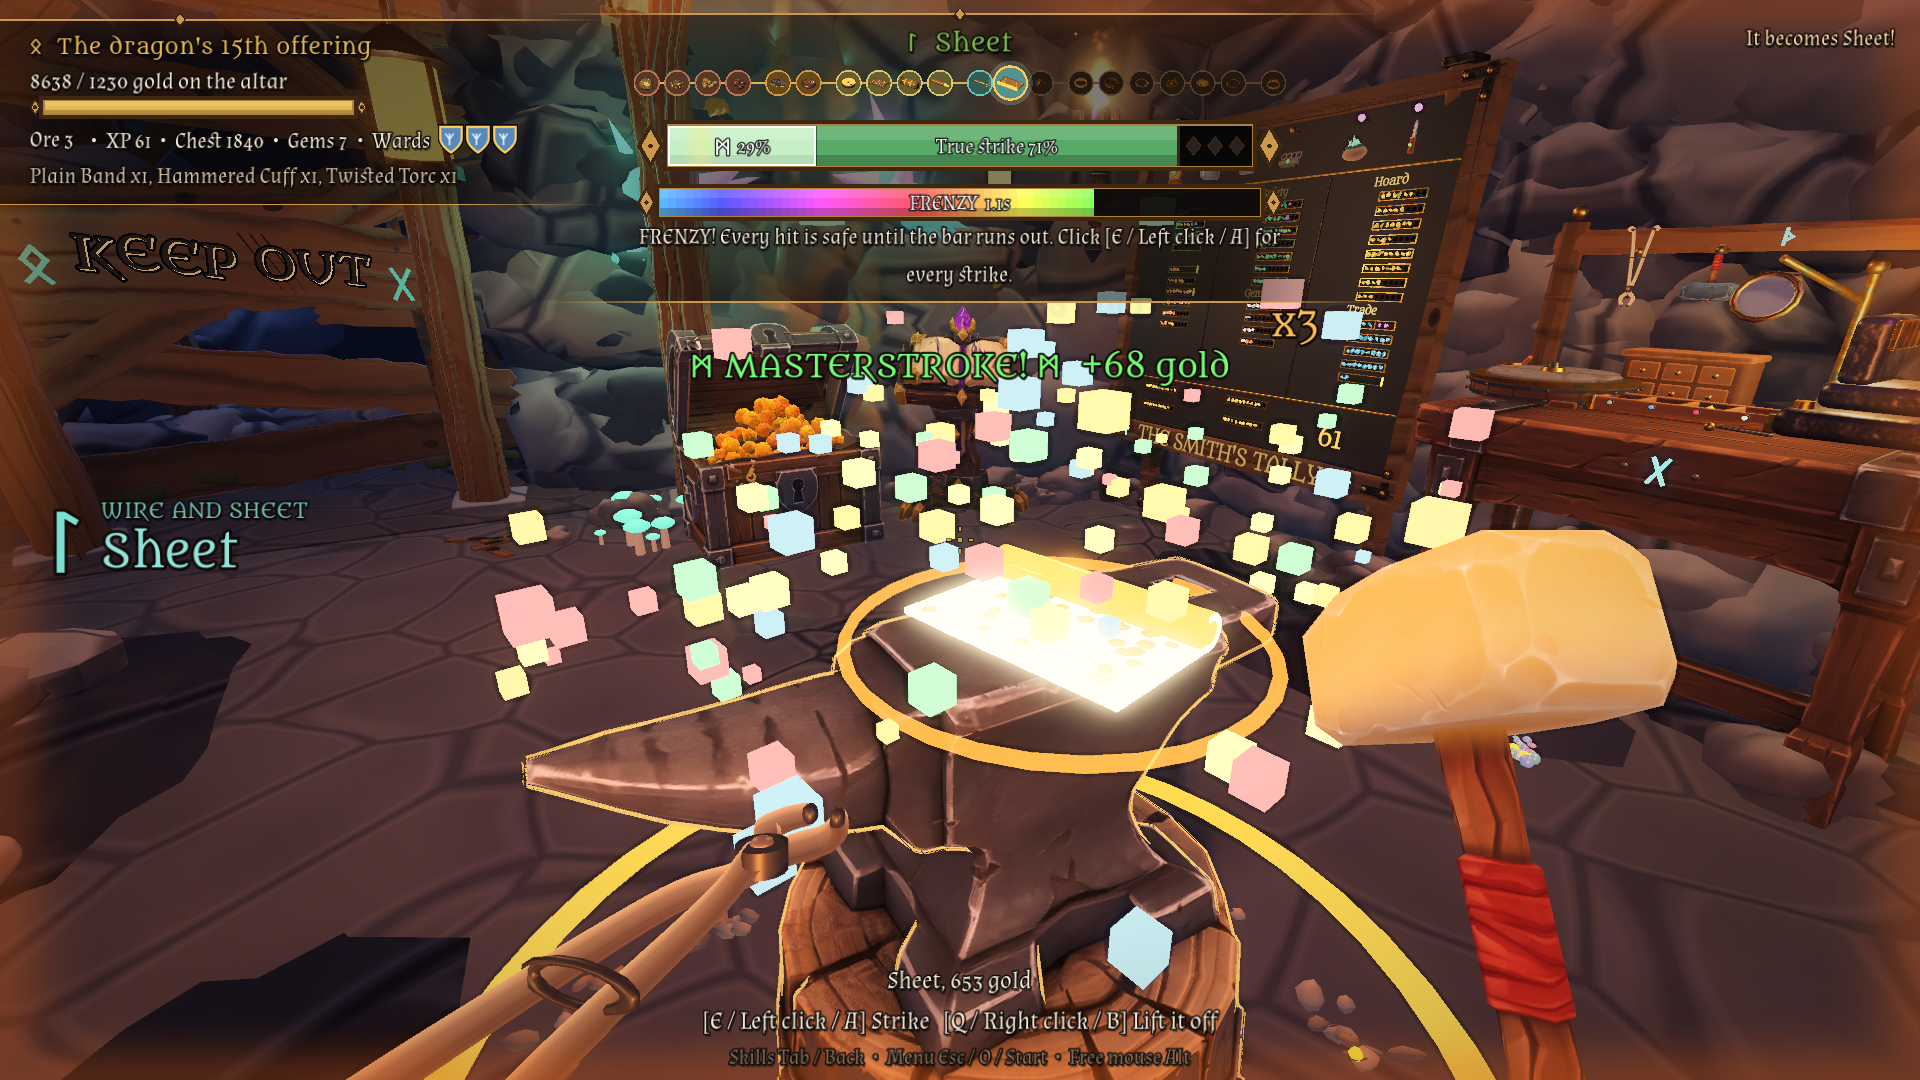 The dragon's 15th offering
8638 / 1230 gold on the altar
Ore 3 • XP 61 • Chest 1840 • Gems 7 • Wards
Plain Band x1, Hammered Cuff x1, Twisted Torc x1
Sheet
It becomes Sheet!
29%
True strike 71%
FRENZY 1.1s
FRENZY! Every hit is safe until the bar runs out. Click [E / Left click / A] for
every strike.
KEEP OUT
Hoard
Trade
x3
MASTERSTROKE! +68 gold
61
THE SMITH'S TALLY
WIRE AND SHEET
Sheet
Sheet, 653 gold
[E / Left click / A] Strike [Q / Right click / B] Lift it off
Skills Tab / Back • Menu Esc / O / Start • Free mouse Alt